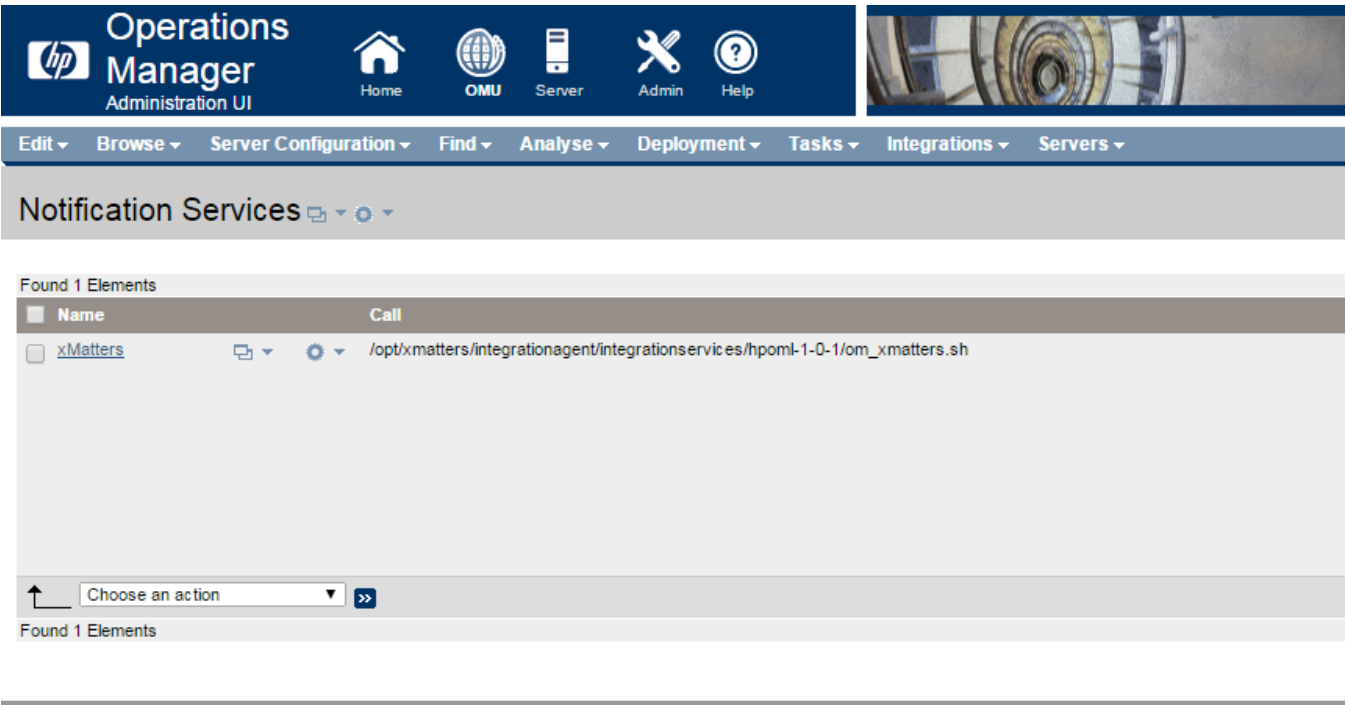 hp
Operations
Manager
Administration UI
Home
OMU
Server
Admin
Help
Edit Browse Server Configuration Find Analyse Deployment Tasks Integrations Servers
Notification Services
Found 1 Elements
Name Call
xMatters /opt/xmatters/integrationagent/integrationservices/hpoml-1-0-1/om_xmatters.sh
Choose an action
Found 1 Elements